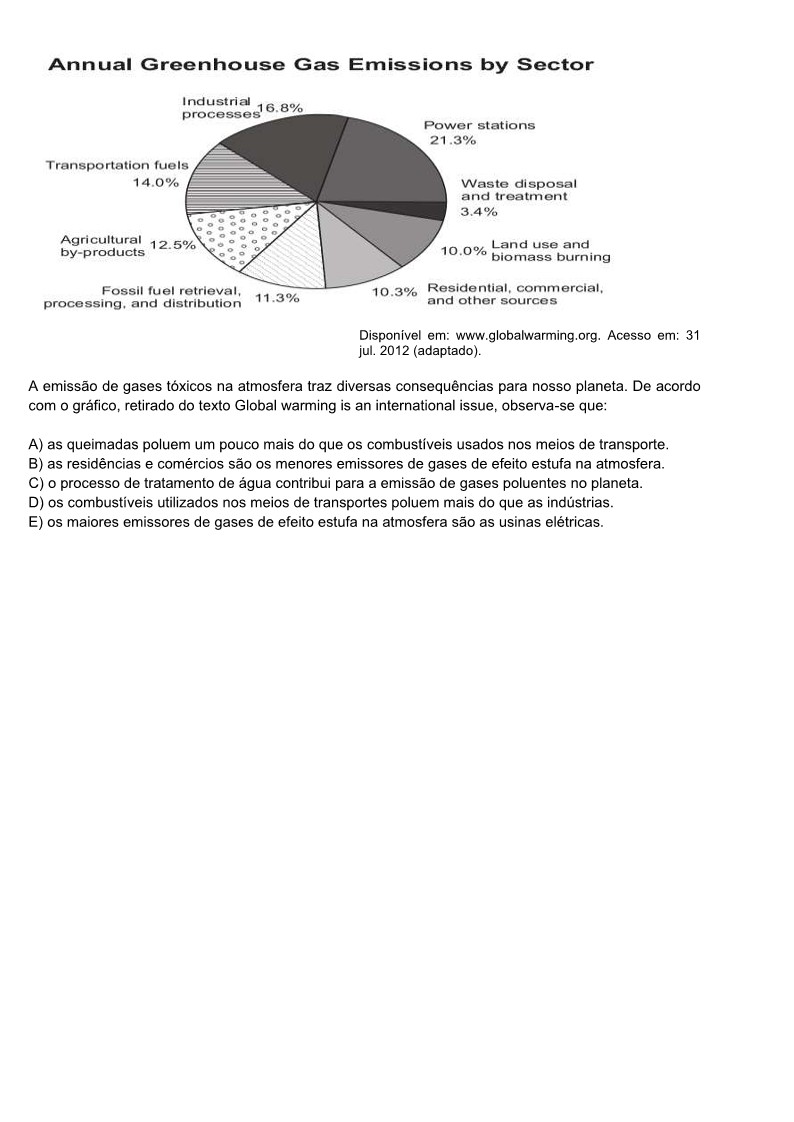 Annual Greenhouse Gas Emissions by Sector
Industrial
processes 16.8%
Power stations
21.3%
Transportation fuels
14.0%
Waste disposal
and treatment
3.4%
Agricultural
by-products 12.5%
10.0% Land use and
biomass burning
Fossil fuel retrieval,
processing, and distribution 11.3%
10.3% Residential, commercial,
and other sources
Disponível em: www.globalwarming.org. Acesso em: 31
jul. 2012 (adaptado).
A emissão de gases tóxicos na atmosfera traz diversas consequências para nosso planeta. De acordo
com o gráfico, retirado do texto Global warming is an international issue, observa-se que:
A) as queimadas poluem um pouco mais do que os combustíveis usados nos meios de transporte.
B) as residências e comércios são os menores emissores de gases de efeito estufa na atmosfera.
C) o processo de tratamento de água contribui para a emissão de gases poluentes no planeta.
D) os combustíveis utilizados nos meios de transportes poluem mais do que as indústrias.
E) os maiores emissores de gases de efeito estufa na atmosfera são as usinas elétricas.